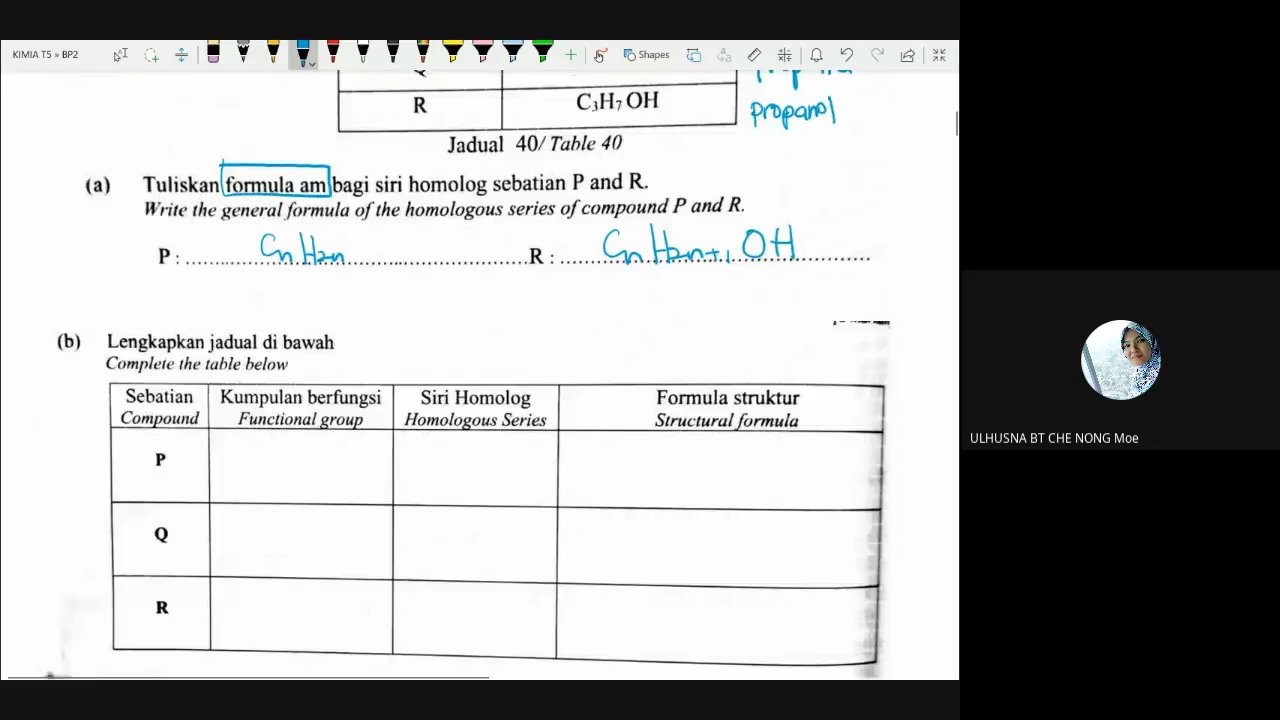 KIMIA T5 » BP2
Shapes
R C₃H₇ OH propanol
Jadual 40/ Table 40
(a) Tuliskan formula am bagi siri homolog sebatian P and R.
Write the general formula of the homologous series of compound P and R.
P : CnH2n R : CnH2n+1 OH
(b) Lengkapkan jadual di bawah
Complete the table below
Sebatian Kumpulan berfungsi Siri Homolog Formula struktur
Compound Functional group Homologous Series Structural formula
P
Q
R
ULHUSNA BT CHE NONG Moe